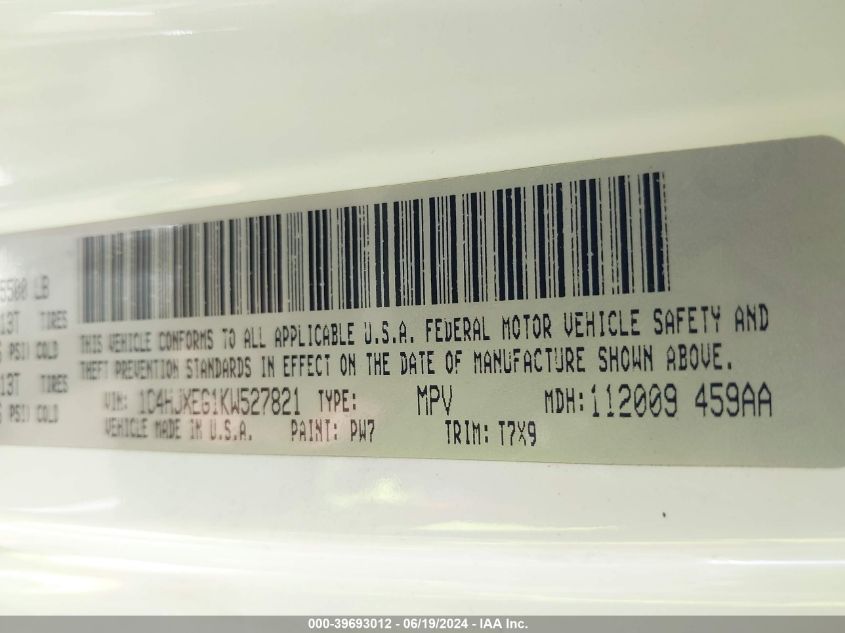 5500 LB
13T TIRES
PSI) COLD
13T TIRES
PSI) COLD
THIS VEHICLE CONFORMS TO ALL APPLICABLE U.S.A. FEDERAL MOTOR VEHICLE SAFETY AND
THEFT PREVENTION STANDARDS IN EFFECT ON THE DATE OF MANUFACTURE SHOWN ABOVE.
VIN: 1C4HJXEG1KW527821 TYPE: MPV MDH: 112009 459AA
VEHICLE MADE IN U.S.A. PAINT: PW7 TRIM: T7X9
000-39693012 - 06/19/2024 - IAA Inc.